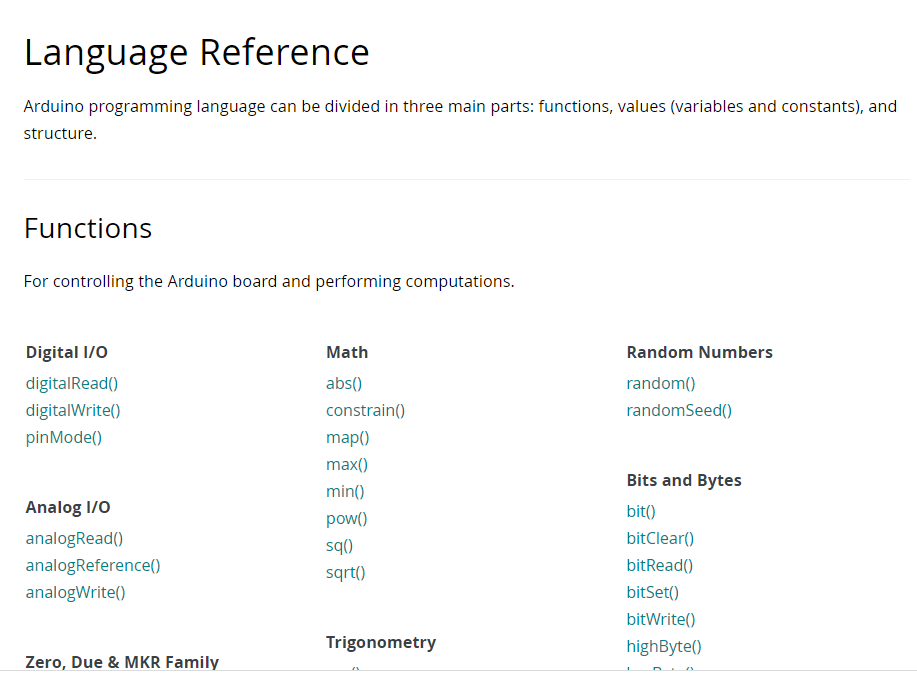 Language Reference
Arduino programming language can be divided in three main parts: functions, values (variables and constants), and
structure.
Functions
For controlling the Arduino board and performing computations.
Digital I/O
digitalRead()
digitalWrite()
pinMode()
Analog I/O
analogRead()
analogReference()
analogWrite()
Zero, Due & MKR Family
Math
abs()
constrain()
map()
max()
min()
pow()
sq()
sqrt()
Trigonometry
Random Numbers
random()
randomSeed()
Bits and Bytes
bit()
bitClear()
bitRead()
bitSet()
bitWrite()
highByte()